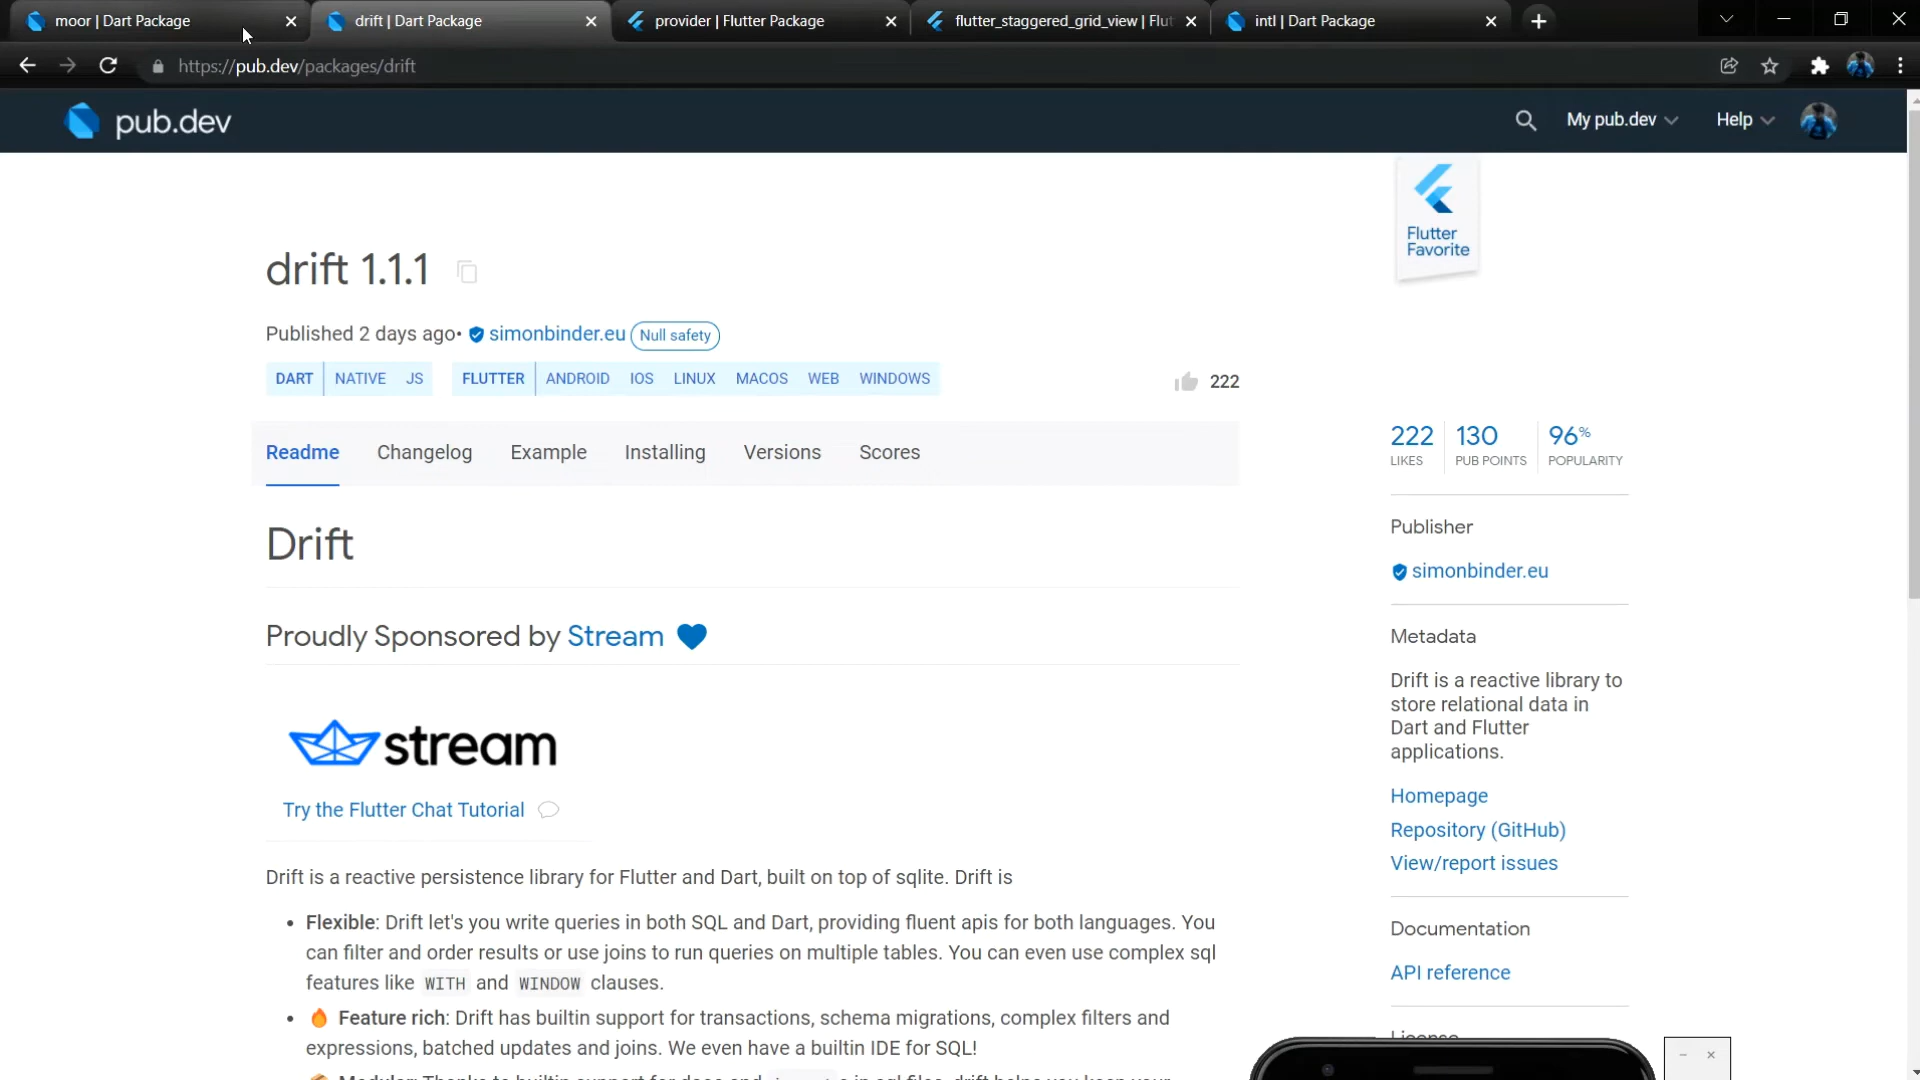 moor | Dart Package
drift | Dart Package
provider | Flutter Package
flutter_staggered_grid_view | Flut
intl | Dart Package
https://pub.dev/packages/drift
pub.dev
My pub.dev
Help
Flutter
Favorite
drift 1.1.1
Published 2 days ago• simonbinder.eu Null safety
DART NATIVE JS FLUTTER ANDROID IOS LINUX MACOS WEB WINDOWS
222
Readme Changelog Example Installing Versions Scores
222 130 96%
LIKES PUB POINTS POPULARITY
Drift
Proudly Sponsored by Stream
stream
Try the Flutter Chat Tutorial
Drift is a reactive persistence library for Flutter and Dart, built on top of sqlite. Drift is
• Flexible: Drift let's you write queries in both SQL and Dart, providing fluent apis for both languages. You
can filter and order results or use joins to run queries on multiple tables. You can even use complex sql
features like WITH and WINDOW clauses.
• 🔥 Feature rich: Drift has builtin support for transactions, schema migrations, complex filters and
expressions, batched updates and joins. We even have a builtin IDE for SQL!
Publisher
simonbinder.eu
Metadata
Drift is a reactive library to
store relational data in
Dart and Flutter
applications.
Homepage
Repository (GitHub)
View/report issues
Documentation
API reference